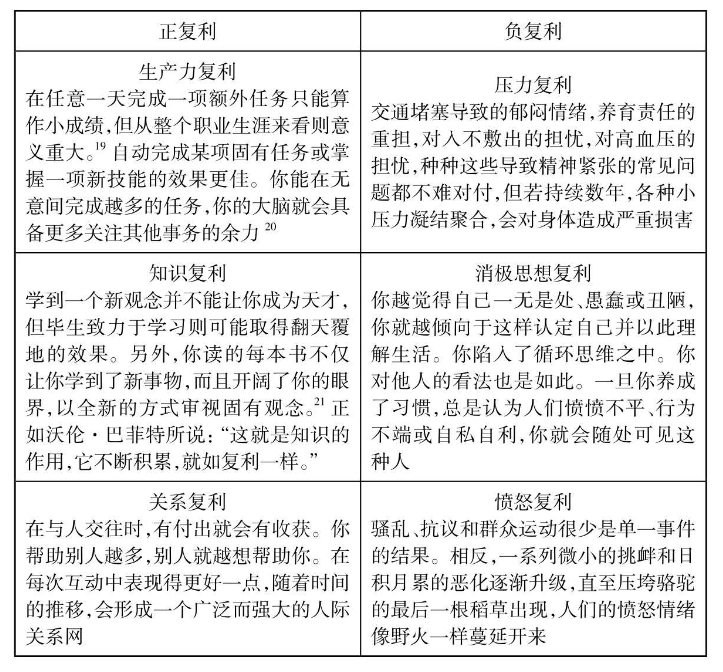 正复利
负复利
生产力复利
在任意一天完成一项额外任务只能算
作小成绩，但从整个职业生涯来看则意
义重大。19 自动完成某项固有任务或掌
握一项新技能的效果更佳。你能在无
意间完成越多的任务，你的大脑就会具
备更多关注其他事务的余力 20
压力复利
交通堵塞导致的郁闷情绪，养育责任的
重担，对入不敷出的担忧，对高血压的
担忧，种种这些导致精神紧张的常见问
题都不难对付，但若持续数年，各种小
压力凝结聚合，会对身体造成严重损害
知识复利
学到一个新观念并不能让你成为天才，
但毕生致力于学习则可能取得翻天覆
地的效果。另外，你读的每本书不仅
让你学到了新事物，而且开阔了你的眼
界，以全新的方式审视固有观念。21 正
如沃伦·巴菲特所说：“这就是知识的
作用，它不断积累，就如复利一样。”
消极思想复利
你越觉得自己一无是处、愚蠢或丑陋，
你就越倾向于这样认定自己并以此理
解生活。你陷入了循环思维之中。你
对他人的看法也是如此。一旦你养成
了习惯，总是认为人们愤愤不平、行为
不端或自私自利，你就会随处可见这
种人
关系复利
在与人交往时，有付出就会有收获。你
帮助别人越多，别人就越想帮助你。在
每次互动中表现得更好一点，随着时间
的推移，会形成一个广泛而强大的人际
关系网
愤怒复利
骚乱、抗议和群众运动很少是单一事件
的结果。相反，一系列微小的挑衅和日
积月累的恶化逐渐升级，直至压垮骆驼
的最后一根稻草出现，人们的愤怒情绪
像野火一样蔓延开来